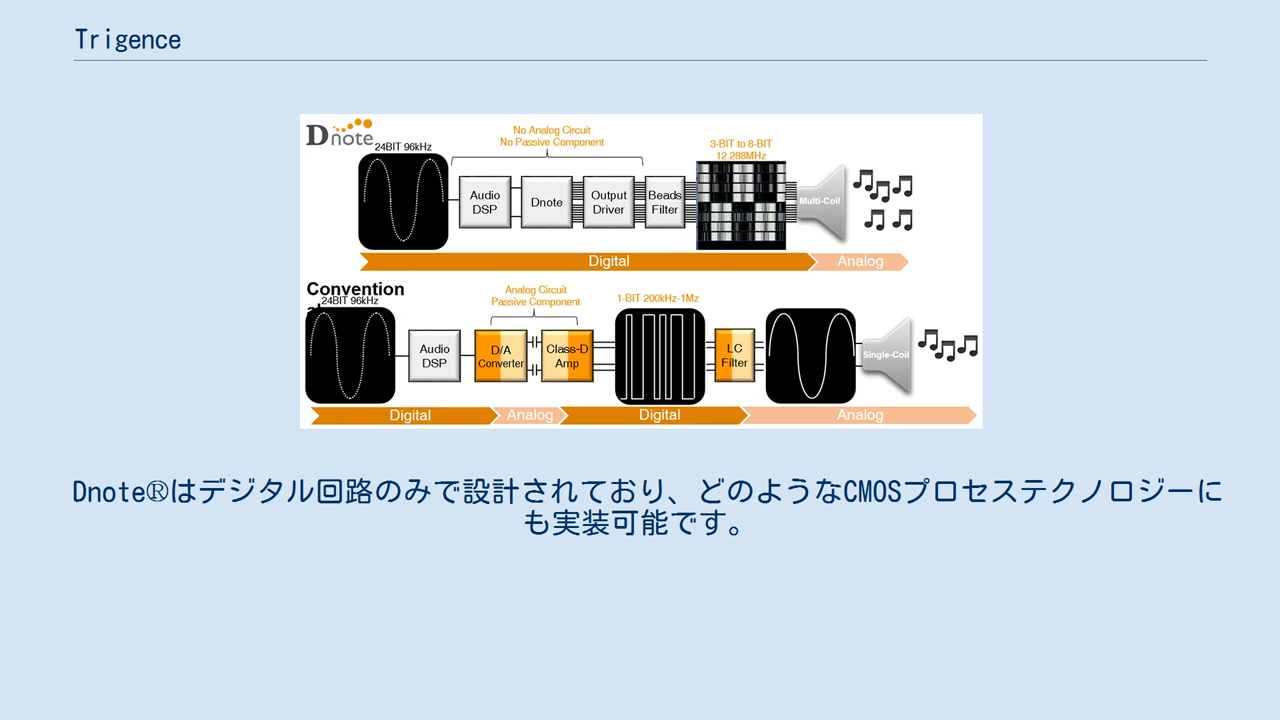 Trigence
Dnote
24BIT 96kHz
No Analog Circuit
No Passive Component
3-BIT to 8-BIT
12.288MHz
Audio
DSP
Dnote
Output
Driver
Beads
Filter
Multi-Coil
Digital
Analog
Convention
al
24BIT 96kHz
Analog Circuit
Passive Component
1-BIT 200kHz-1Mz
Audio
DSP
D/A
Converter
Class-D
Amp
LC
Filter
Single-Coil
Digital
Analog
Digital
Analog
Dnote®はデジタル回路のみで設計されており、どのようなCMOSプロセステクノロジーに
も実装可能です。